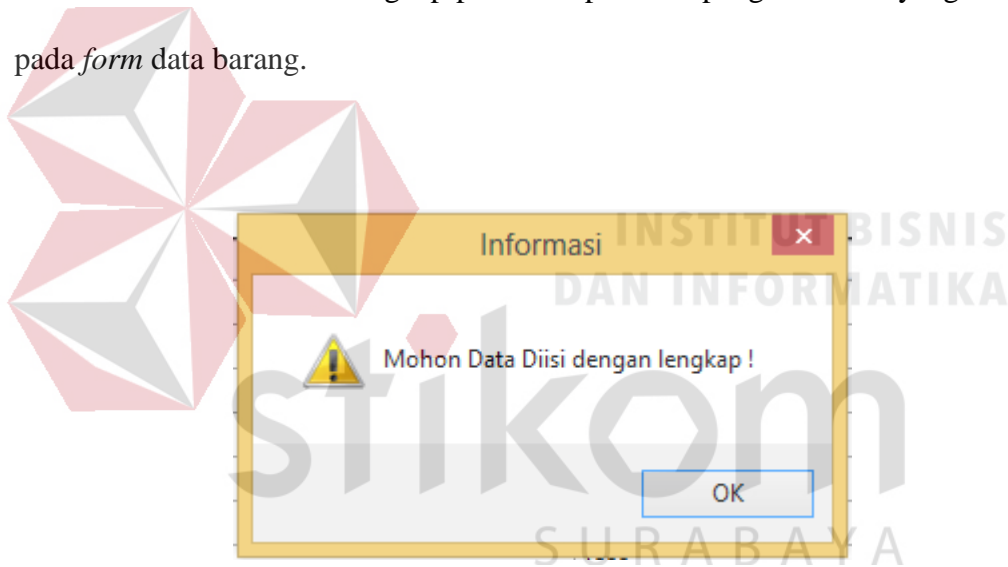 pada form data barang.
INSTITUT BISNIS
DAN INFORMATIKA
Informasi
Mohon Data Diisi dengan lengkap !
stikom
OK
SURABAYA